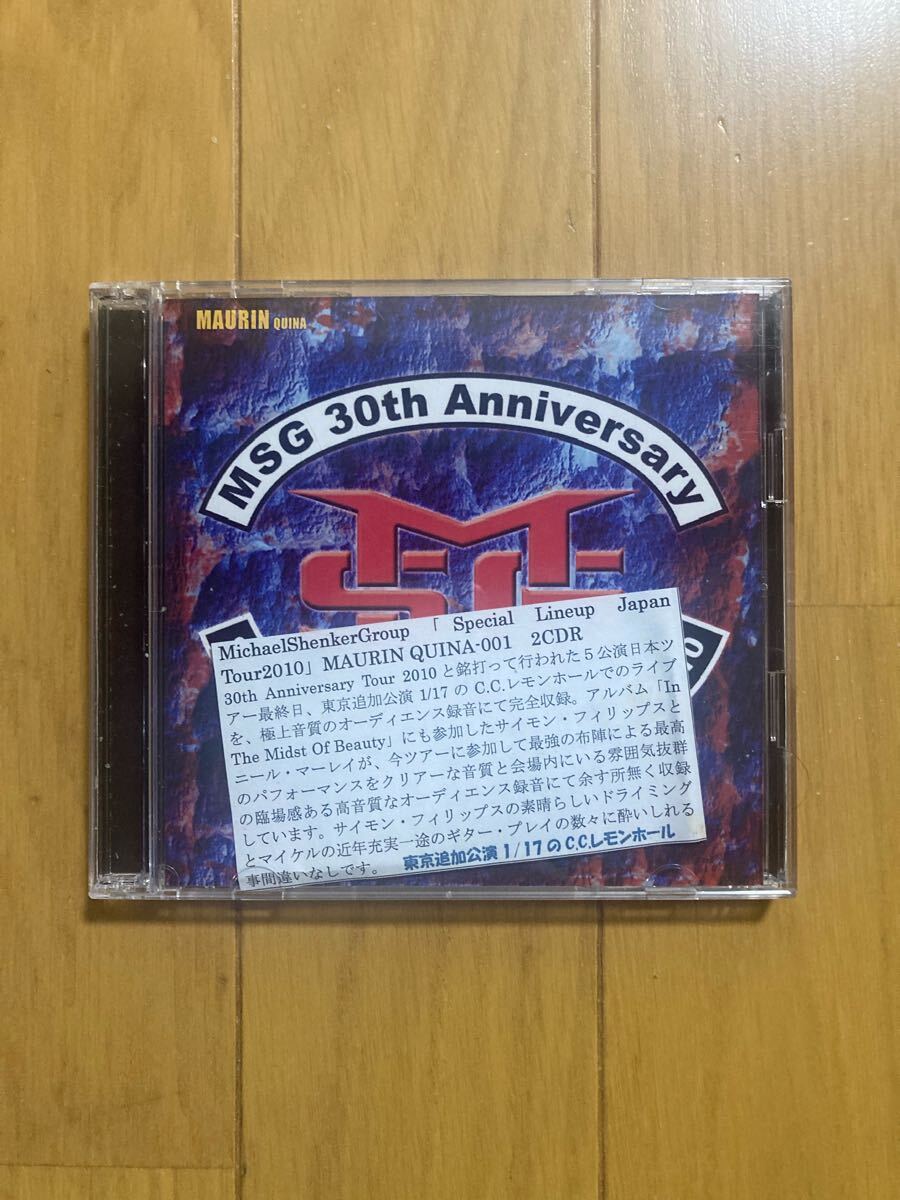 MAURIN QUINA
MSG 30th Anniversary
MSG
MichaelShenkerGroup 「Special Lineup Japan
Tour2010」MAURIN QUINA-001 2CDR
30th Anniversary Tour 2010と銘打って行われた5公演日本ツ
アー最終日、東京追加公演1/17のC.C.レモンホールでのライブ
を、極上音質のオーディエンス録音にて完全収録。アルバム「In
The Midst Of Beauty」にも参加したサイモン・フィリップスと
ニール・マーレイが、今ツアーに参加して最強の布陣による最高
のパフォーマンスをクリアーな音質と会場内にいる雰囲気抜群
の臨場感ある高音質なオーディエンス録音にて余す所無く収録
しています。サイモン・フィリップスの素晴らしいドライミング
とマイケルの近年充実一途のギター・プレイの数々に酔いしれる
事間違いなしです。 東京追加公演1/17のC.C.レモンホール